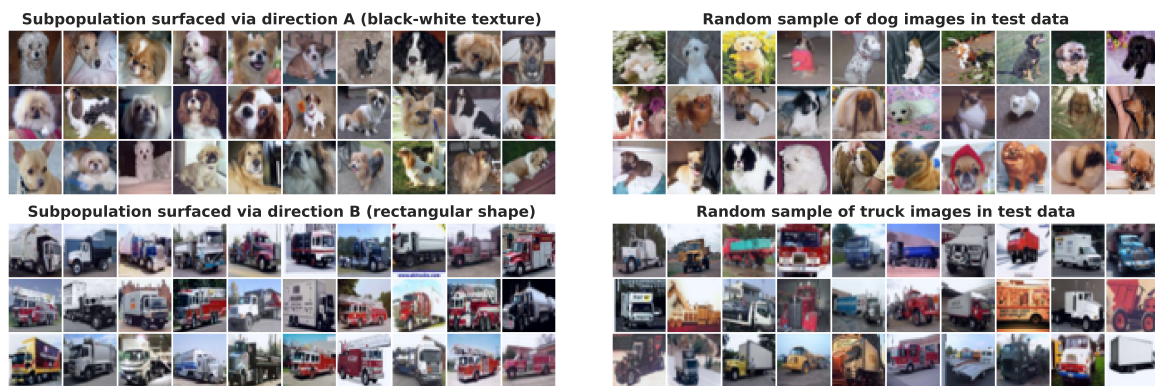 Subpopulation surfaced via direction A (black-white texture)
Random sample of dog images in test data
Subpopulation surfaced via direction B (rectangular shape)
Random sample of truck images in test data